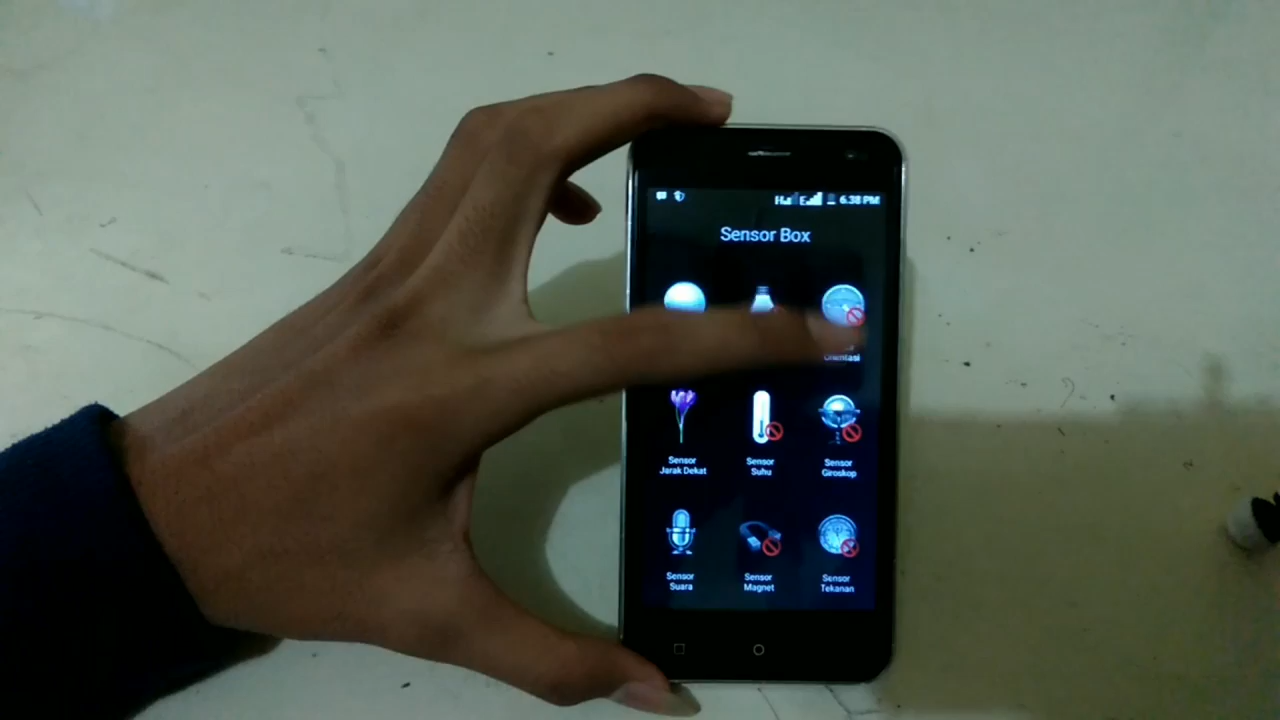 6.38 PM
Sensor Box
Orientasi
Sensor
Jarak Dekat
Sensor
Suhu
Sensor
Giroskop
Sensor
Suara
Sensor
Magnet
Sensor
Tekanan